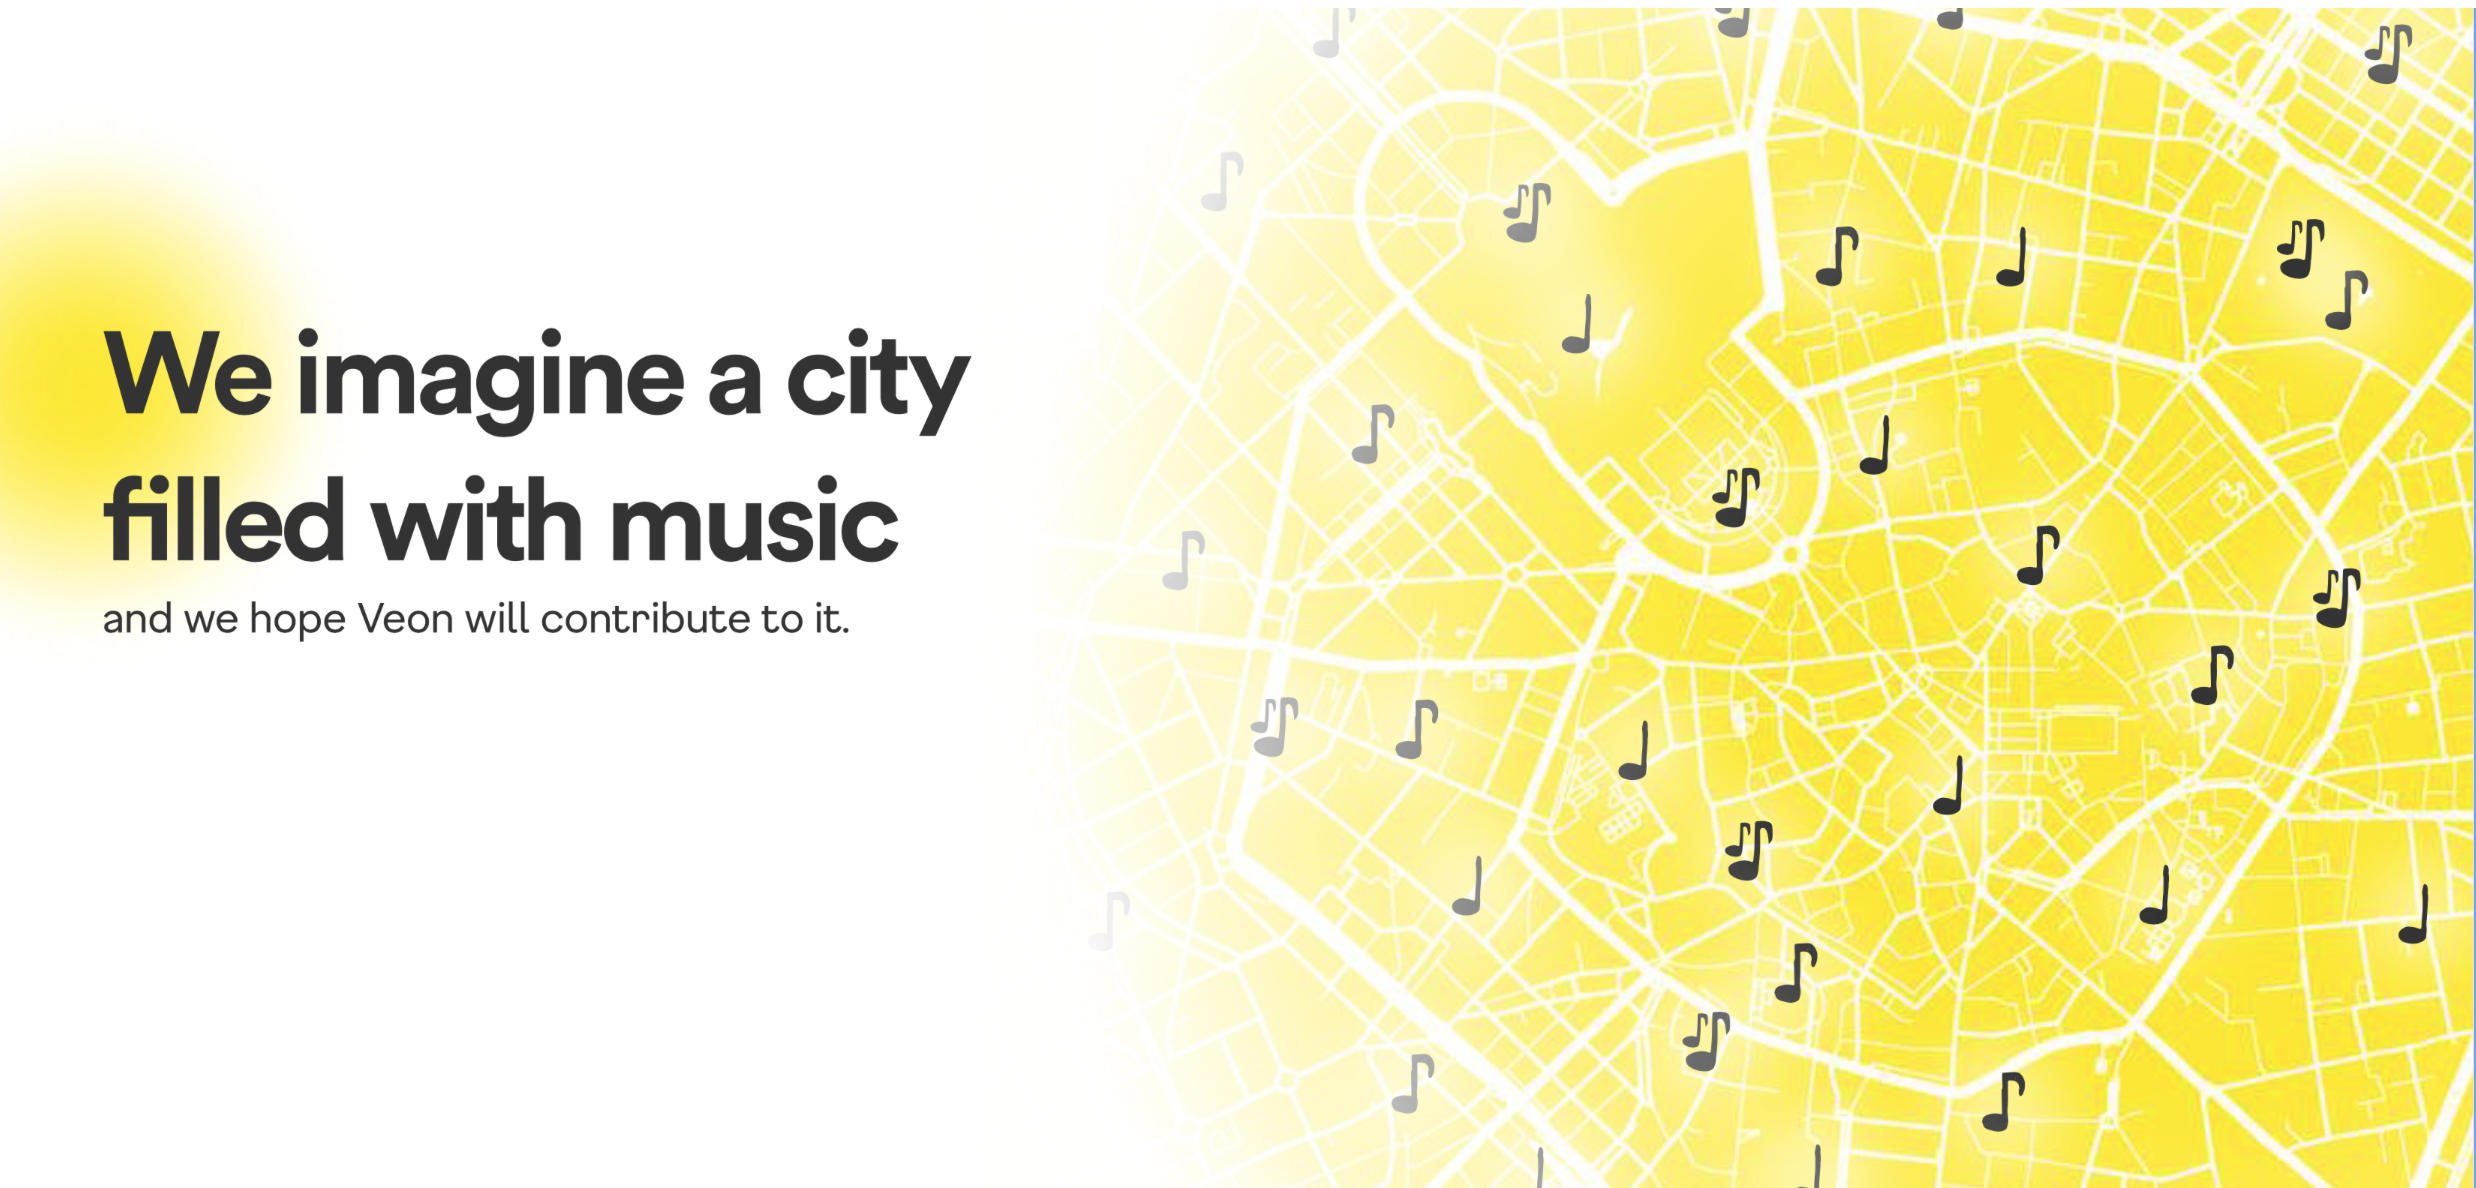 We imagine a city
filled with music
and we hope Veon will contribute to it.